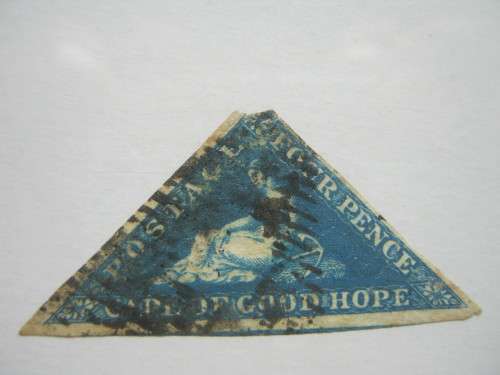 POSTAGE
FOUR PENCE
CAPE OF GOOD HOPE